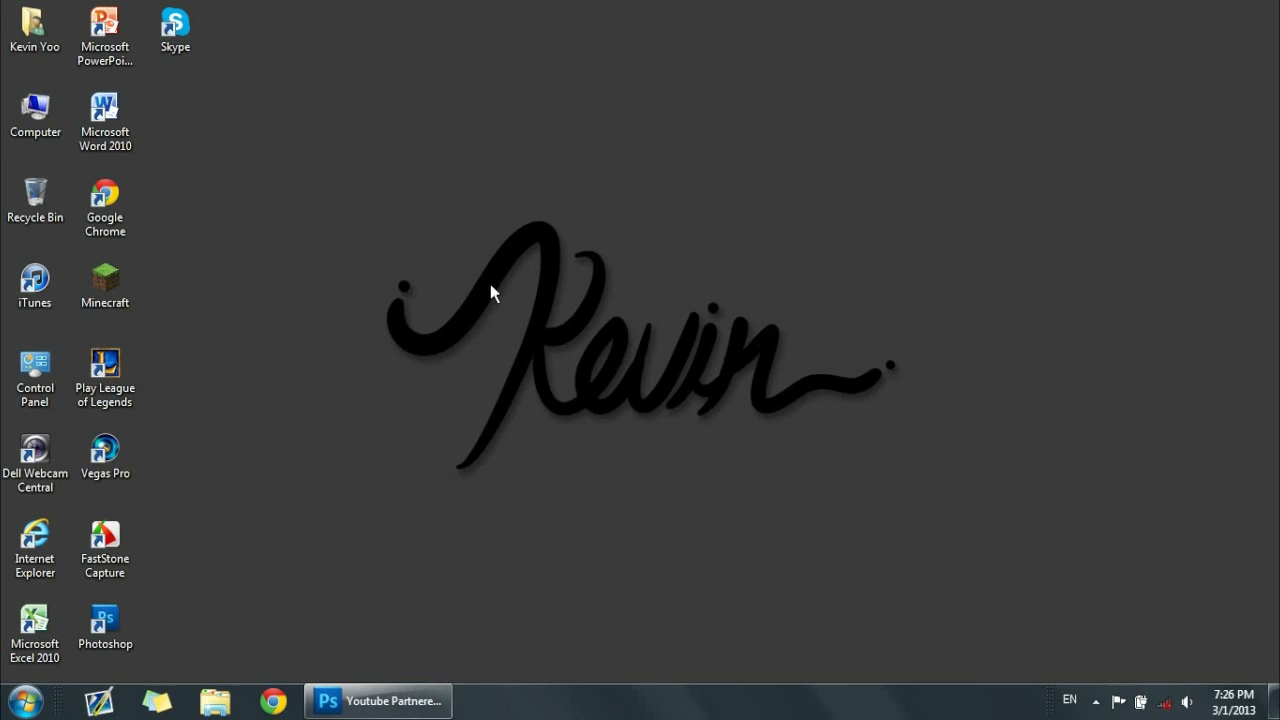 Kevin Yoo
Microsoft
PowerPoi...
Skype
Computer
Microsoft
Word 2010
Recycle Bin
Google
Chrome
iTunes
Minecraft
Control
Panel
Play League
of Legends
Dell Webcam
Central
Vegas Pro
Internet
Explorer
FastStone
Capture
Microsoft
Excel 2010
Photoshop
Kevin
Ps
Youtube Partnere...
EN
7:26 PM
3/1/2013